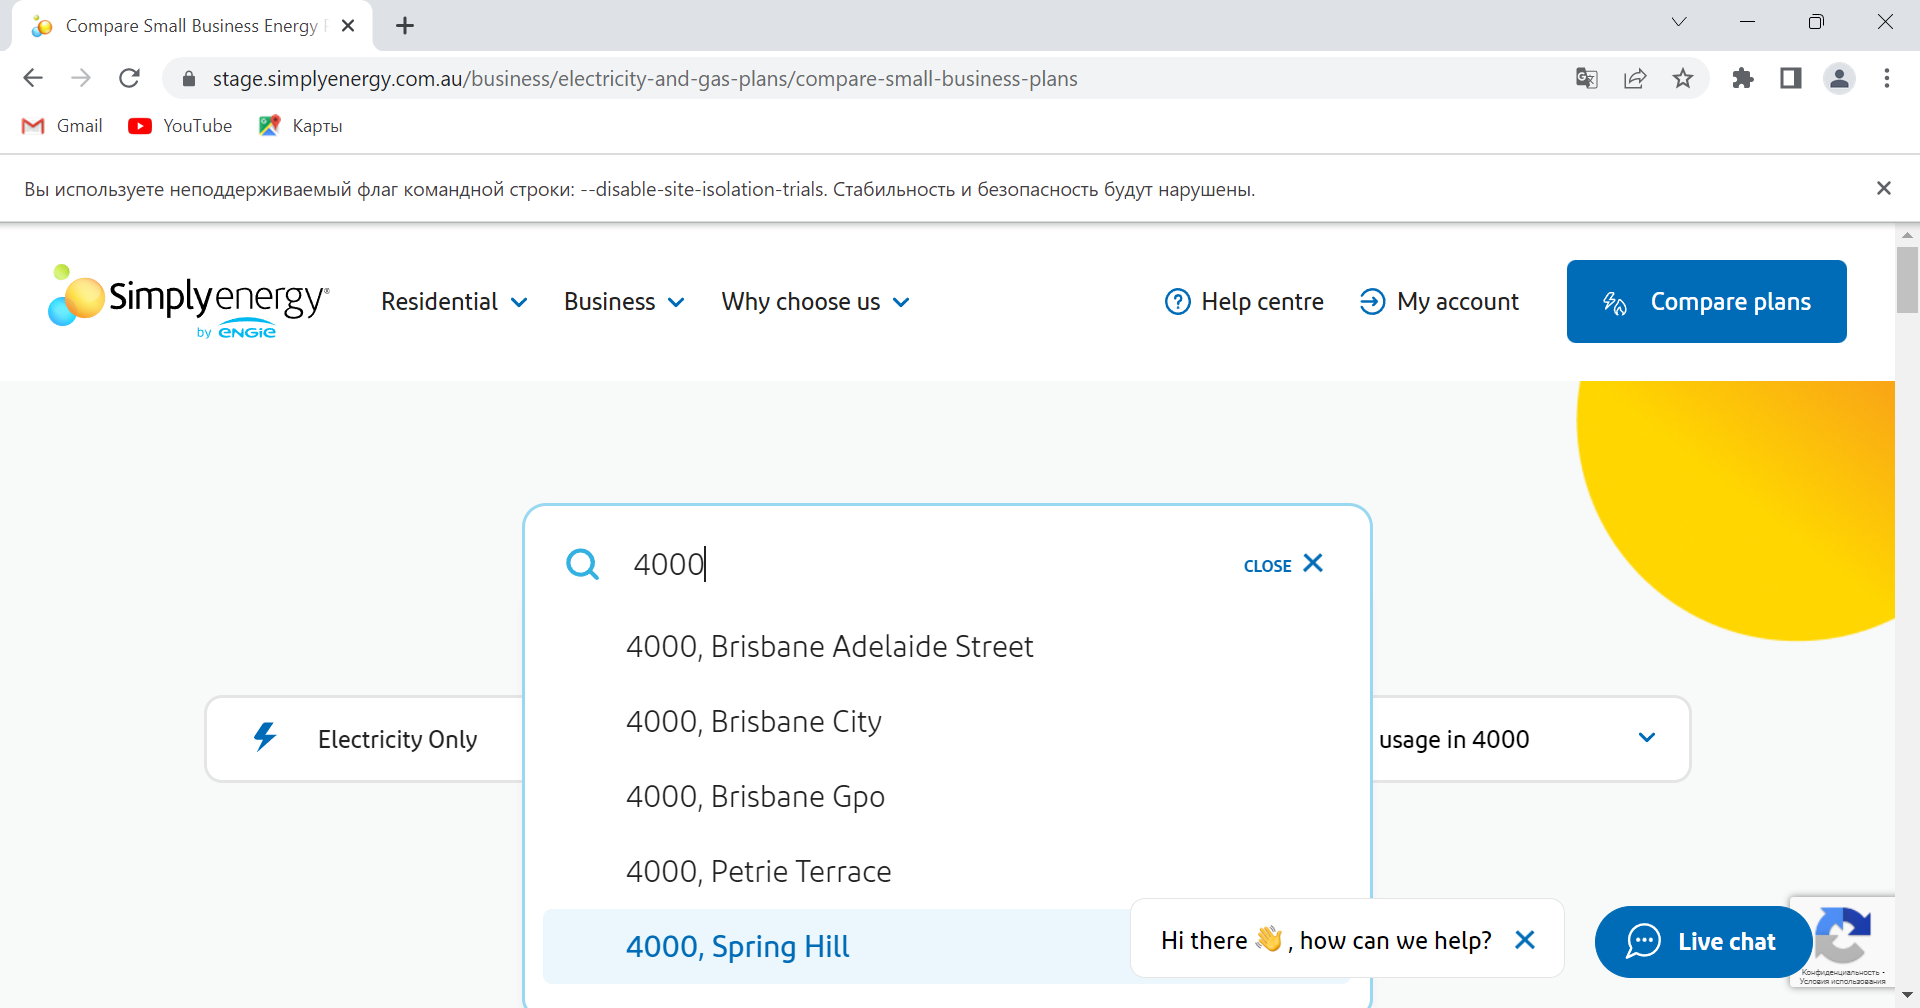 Compare Small Business Energy
stage.simplyenergy.com.au/business/electricity-and-gas-plans/compare-small-business-plans
Gmail
YouTube
Карты
Вы используете неподдерживаемый флаг командной строки: --disable-site-isolation-trials. Стабильность и безопасность будут нарушены.
Simply energy
by ENGIE
Residential
Business
Why choose us
Help centre
My account
Compare plans
4000
CLOSE
4000, Brisbane Adelaide Street
4000, Brisbane City
Electricity Only
usage in 4000
4000, Brisbane Gpo
4000, Petrie Terrace
4000, Spring Hill
Hi there 👋 , how can we help?
Live chat
Конфиденциальность -
Условия использования